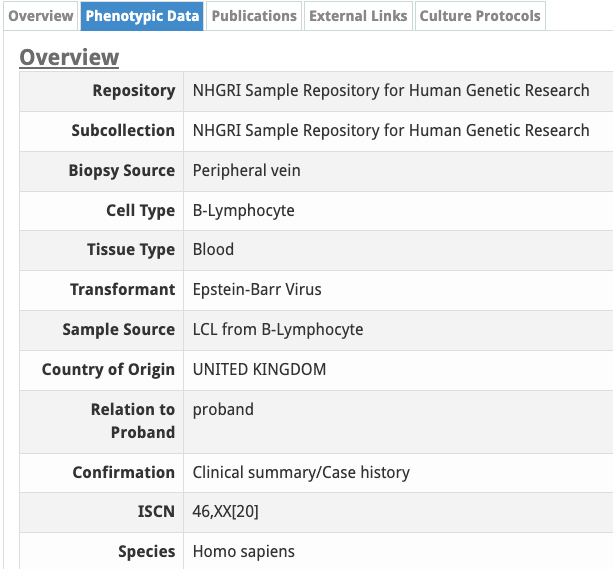 Overview Phenotypic Data Publications External Links Culture Protocols
Overview
Repository NHGRI Sample Repository for Human Genetic Research
Subcollection NHGRI Sample Repository for Human Genetic Research
Biopsy Source Peripheral vein
Cell Type B-Lymphocyte
Tissue Type Blood
Transformant Epstein-Barr Virus
Sample Source LCL from B-Lymphocyte
Country of Origin UNITED KINGDOM
Relation to proband
Proband
Confirmation Clinical summary/Case history
ISCN 46,XX[20]
Species Homo sapiens